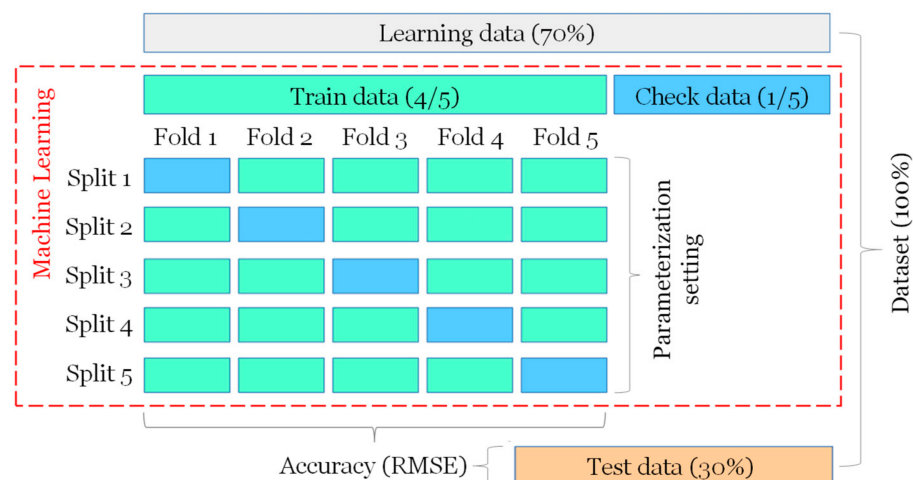 Learning data (70%)
Machine Learning
Train data (4/5)
Check data (1/5)
Fold 1 Fold 2 Fold 3 Fold 4 Fold 5
Split 1
Split 2
Split 3
Split 4
Split 5
Parameterization
setting
Dataset (100%)
Accuracy (RMSE)
Test data (30%)